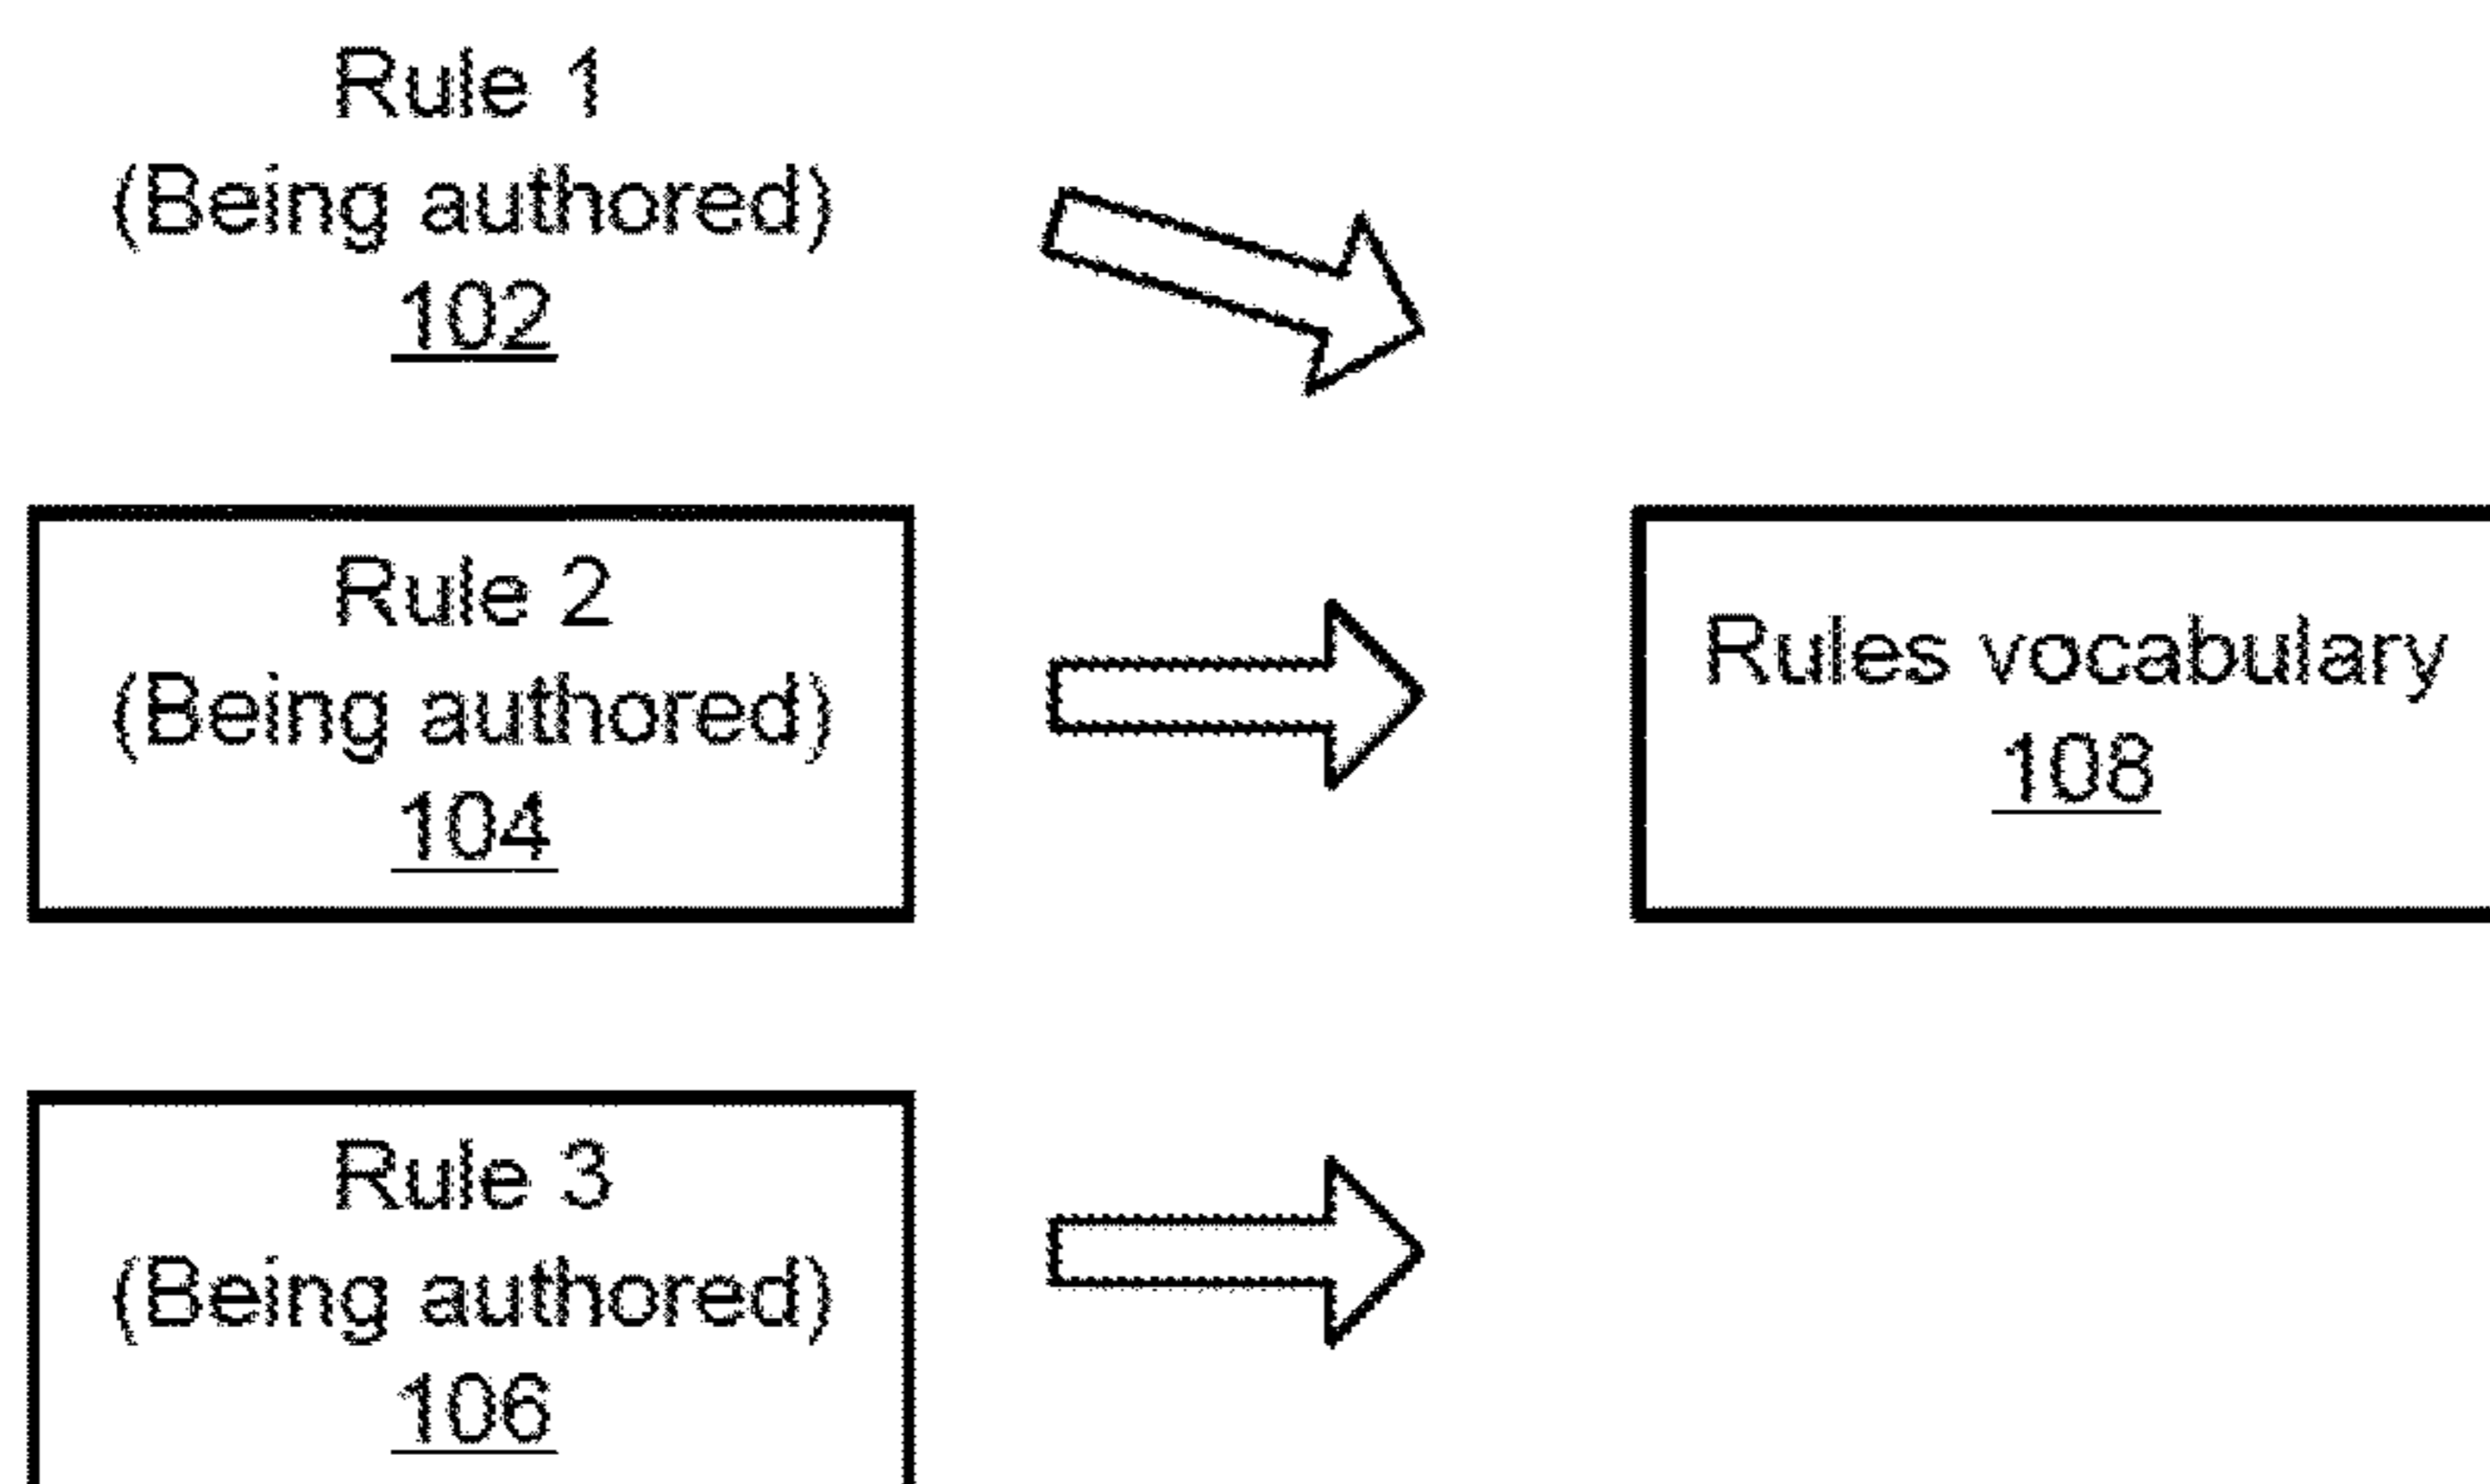 Rule 1
(Being authored)
102
Rule 2
(Being authored)
104
Rules vocabulary
108
Rule 3
(Being authored)
106